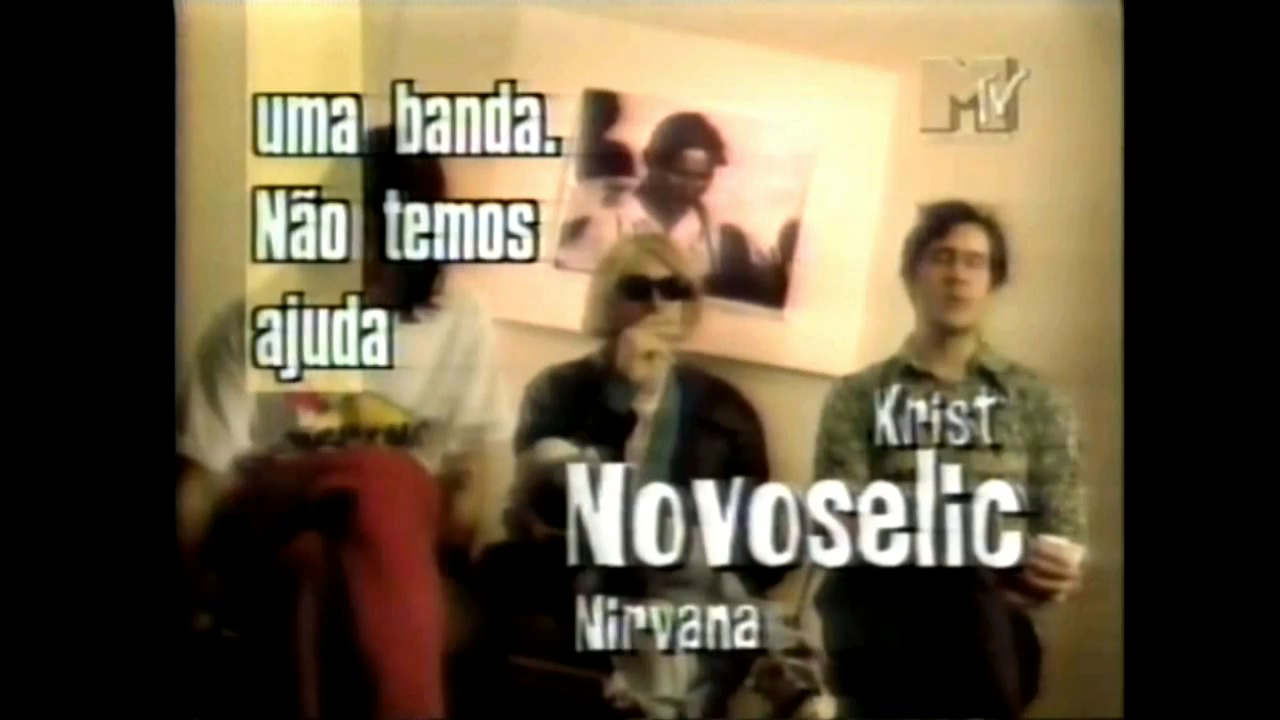 uma banda.
Não temos
ajuda
MTV
Krist
Novoselic
Nirvana